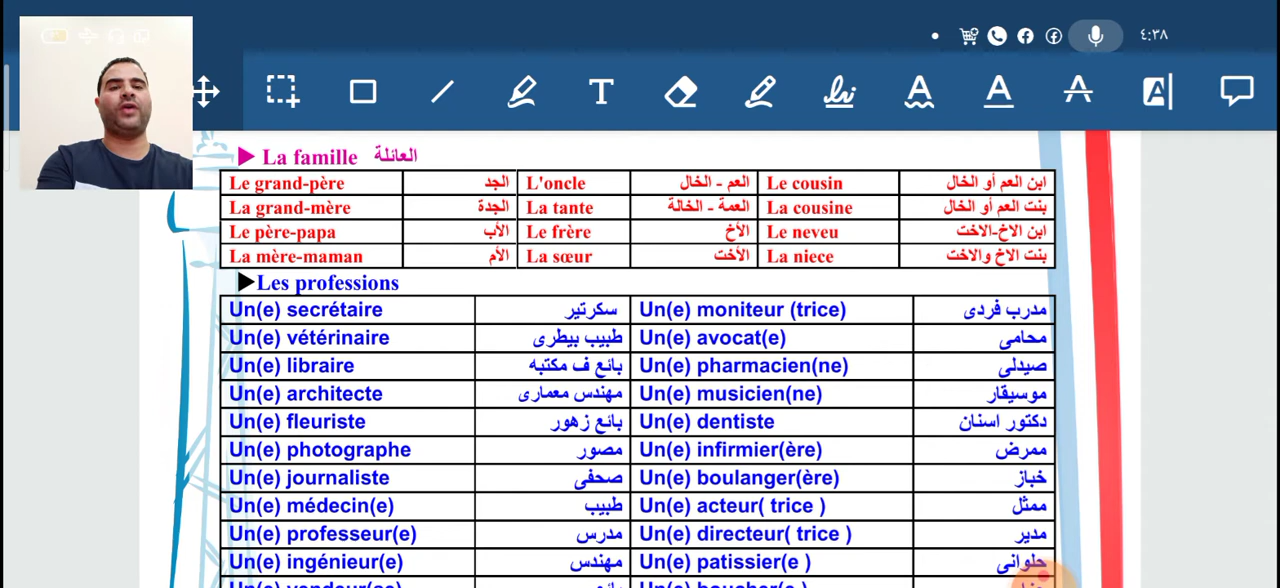 ٤:٣٨
T
A
A
A
A
La famille العائلة
Le grand-père الجد L'oncle العم - الخال Le cousin ابن العم أو الخال
La grand-mère الجدة La tante العمة - الخالة La cousine بنت العم أو الخال
Le père-papa الأب Le frère الأخ Le neveu ابن الاخ-الاخت
La mère-maman الأم La sœur الأخت La niece بنت الاخ والاخت
Les professions
Un(e) secrétaire سكرتير Un(e) moniteur (trice) مدرب فردى
Un(e) vétérinaire طبيب بيطرى Un(e) avocat(e) محامى
Un(e) libraire بائع ف مكتبه Un(e) pharmacien(ne) صيدلى
Un(e) architecte مهندس معمارى Un(e) musicien(ne) موسيقار
Un(e) fleuriste بائع زهور Un(e) dentiste دكتور اسنان
Un(e) photographe مصور Un(e) infirmier(ère) ممرض
Un(e) journaliste صحفى Un(e) boulanger(ère) خباز
Un(e) médecin(e) طبيب Un(e) acteur( trice ) ممثل
Un(e) professeur(e) مدرس Un(e) directeur( trice ) مدير
Un(e) ingénieur(e) مهندس Un(e) patissier(e ) حلوانى